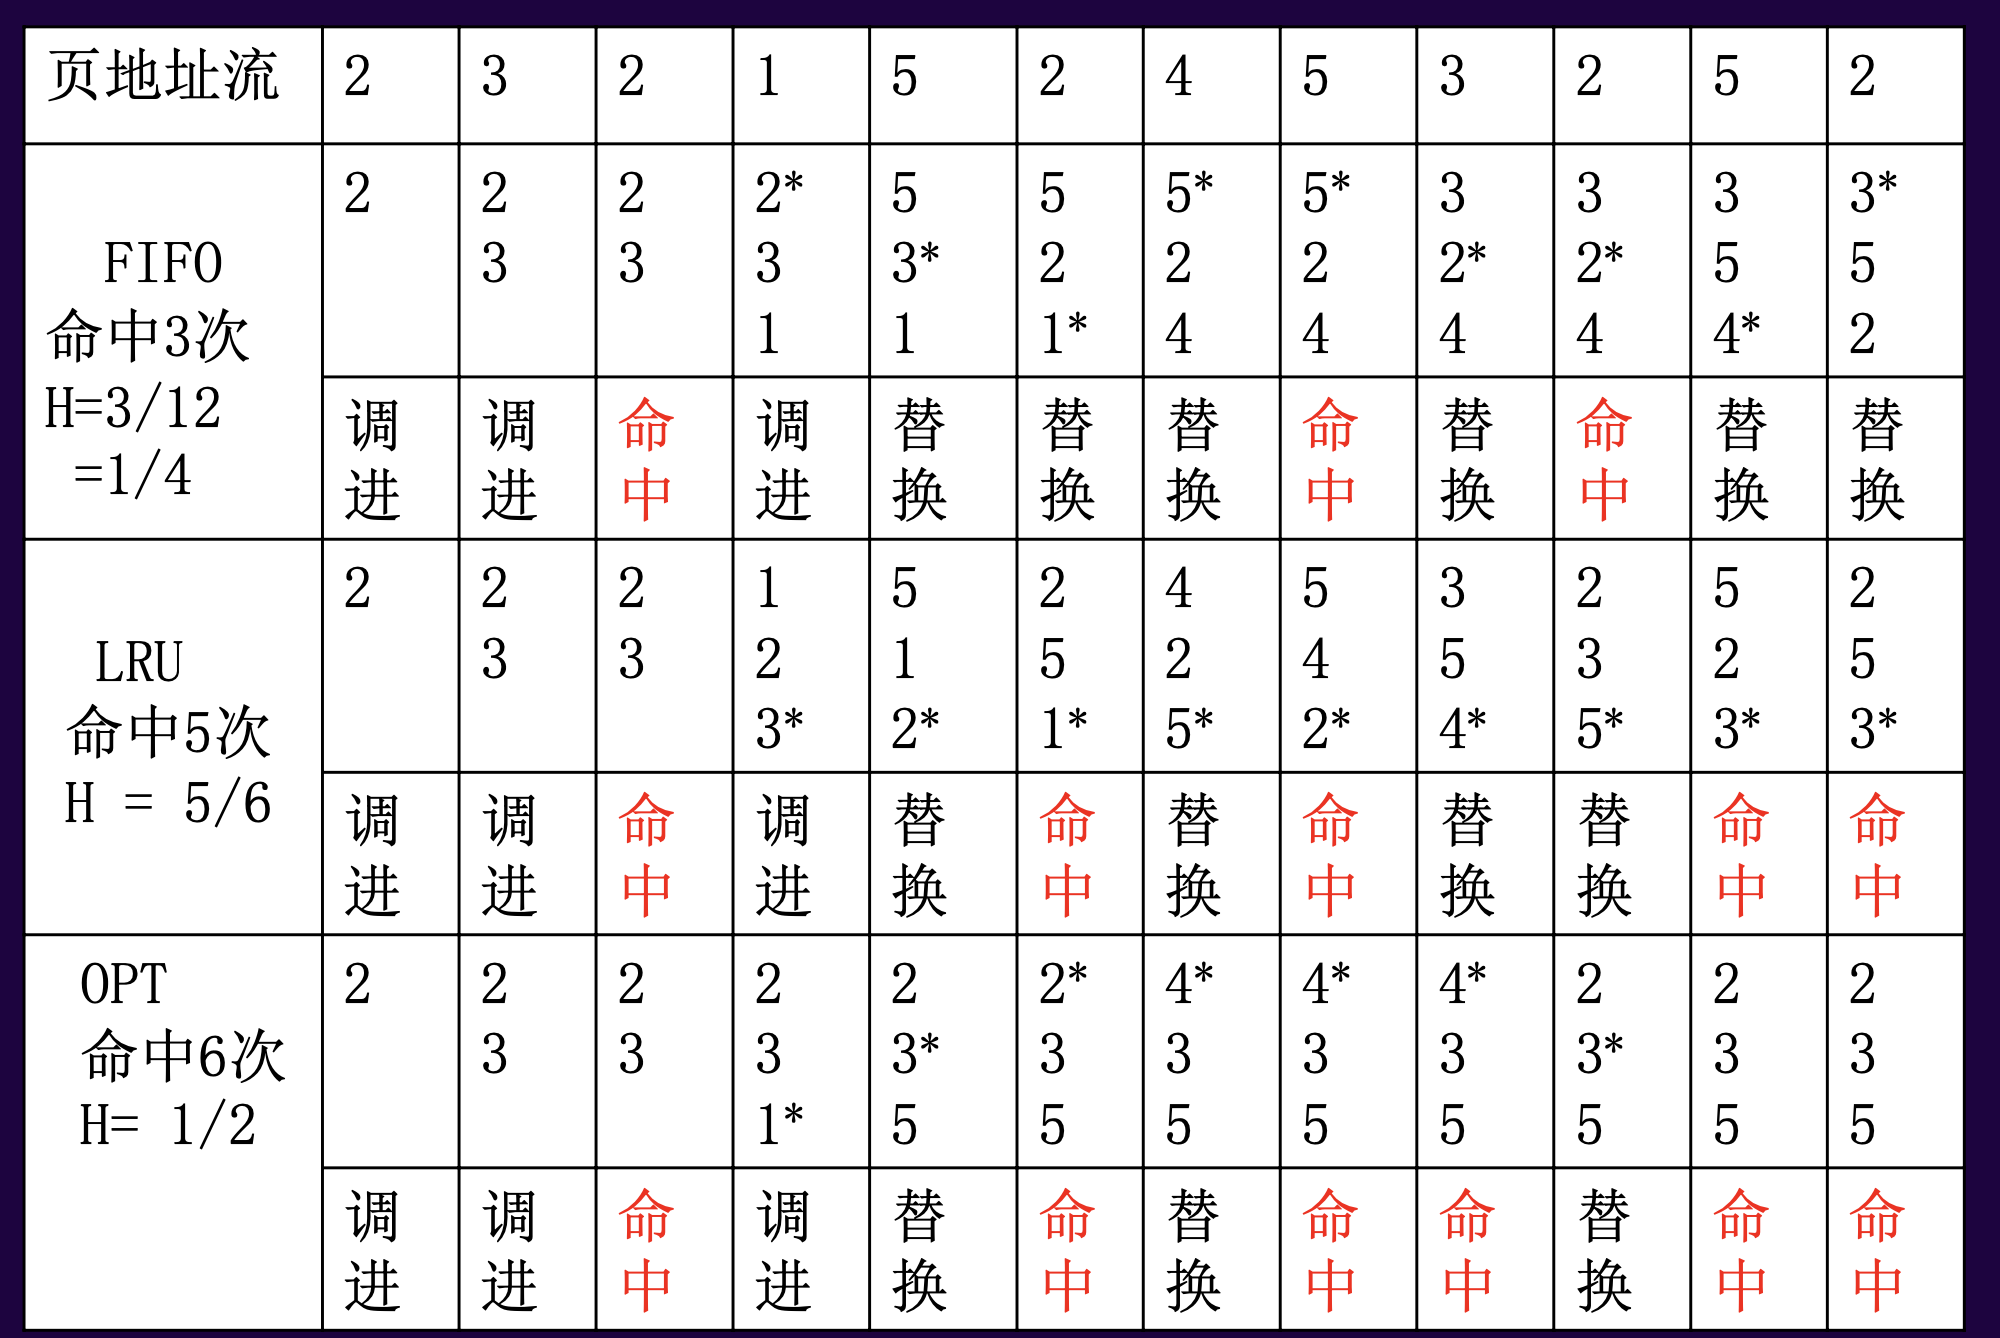 页地址流 2 3 2 1 5 2 4 5 3 2 5 2
2 2 2 2* 5 5 5* 5* 3 3 3 3*
FIFO 3 3 3 3* 2 2 2 2* 2* 5 5
命中3次 1 1 1* 4 4 4 4 4* 2
H=3/12 调 调 命 调 替 替 替 命 替 命 替 替
=1/4 进 进 中 进 换 换 换 中 换 中 换 换
2 2 2 1 5 2 4 5 3 2 5 2
LRU 3 3 2 1 5 2 4 5 3 2 5
命中5次 3* 2* 1* 5* 2* 4* 5* 3* 3*
H = 5/6 调 调 命 调 替 命 替 命 替 替 命 命
进 进 中 进 换 中 换 中 换 换 中 中
OPT 2 2 2 2 2 2* 4* 4* 4* 2 2 2
命中6次 3 3 3 3* 3 3 3 3 3* 3 3
H= 1/2 1* 5 5 5 5 5 5 5 5
调 调 命 调 替 命 替 命 命 替 命 命
进 进 中 进 换 中 换 中 中 换 中 中